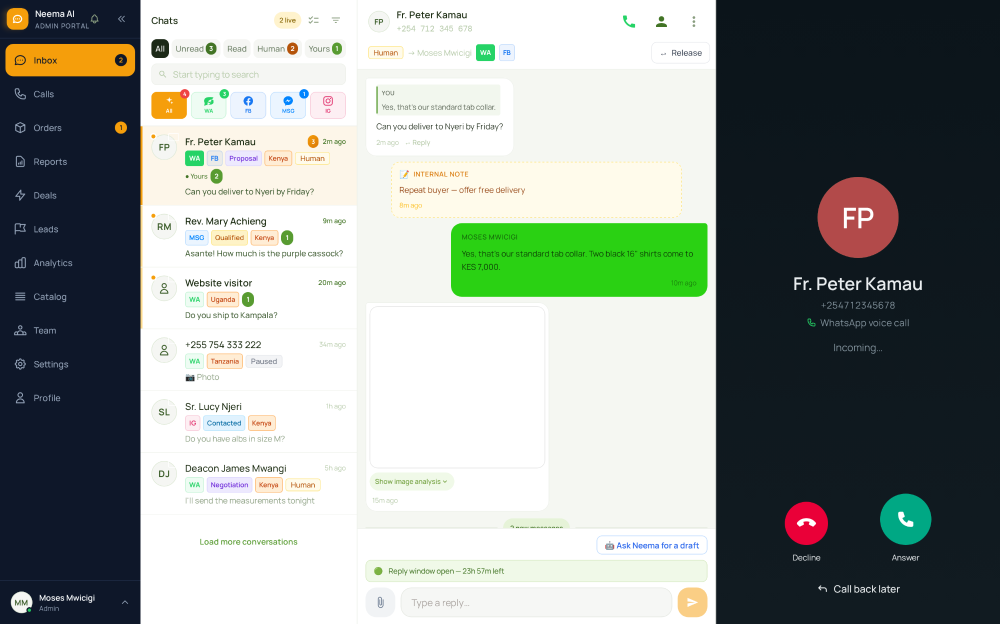 Neema AI
ADMIN PORTAL
Inbox
2
Calls
Orders
1
Reports
Deals
Leads
Analytics
Catalog
Team
Settings
Profile
MM
Moses Mwicigi
Admin
Chats
2 live
All
Unread 3
Read
Human 2
Yours 1
Start typing to search
4
All
3
WA
FB
1
MSG
IG
FP
Fr. Peter Kamau
3
2m ago
WA
FB
Proposal
Kenya
Human
• Yours
2
Can you deliver to Nyeri by Friday?
RM
Rev. Mary Achieng
9m ago
MSG
Qualified
Kenya
1
Asante! How much is the purple cassock?
Website visitor
20m ago
WA
Uganda
1
Do you ship to Kampala?
+255 754 333 222
34m ago
WA
Tanzania
Paused
📷 Photo
SL
Sr. Lucy Njeri
1h ago
IG
Contacted
Kenya
Do you have albs in size M?
DJ
Deacon James Mwangi
5h ago
WA
Negotiation
Kenya
Human
I'll send the measurements tonight
Load more conversations
FP
Fr. Peter Kamau
+254 712 345 678
Human
→ Moses Mwicigi
WA
FB
↔ Release
YOU
Yes, that's our standard tab collar.
Can you deliver to Nyeri by Friday?
2m ago
↔ Reply
📝 INTERNAL NOTE
Repeat buyer — offer free delivery
8m ago
MOSES MWICIGI
Yes, that's our standard tab collar. Two black 16" shirts come to
KES 7,000.
10m ago
Show image analysis
15m ago
2 new messages
🤖 Ask Neema for a draft
Reply window open — 23h 57m left
Type a reply...
FP
Fr. Peter Kamau
+254712345678
WhatsApp voice call
Incoming...
Decline
Answer
Call back later